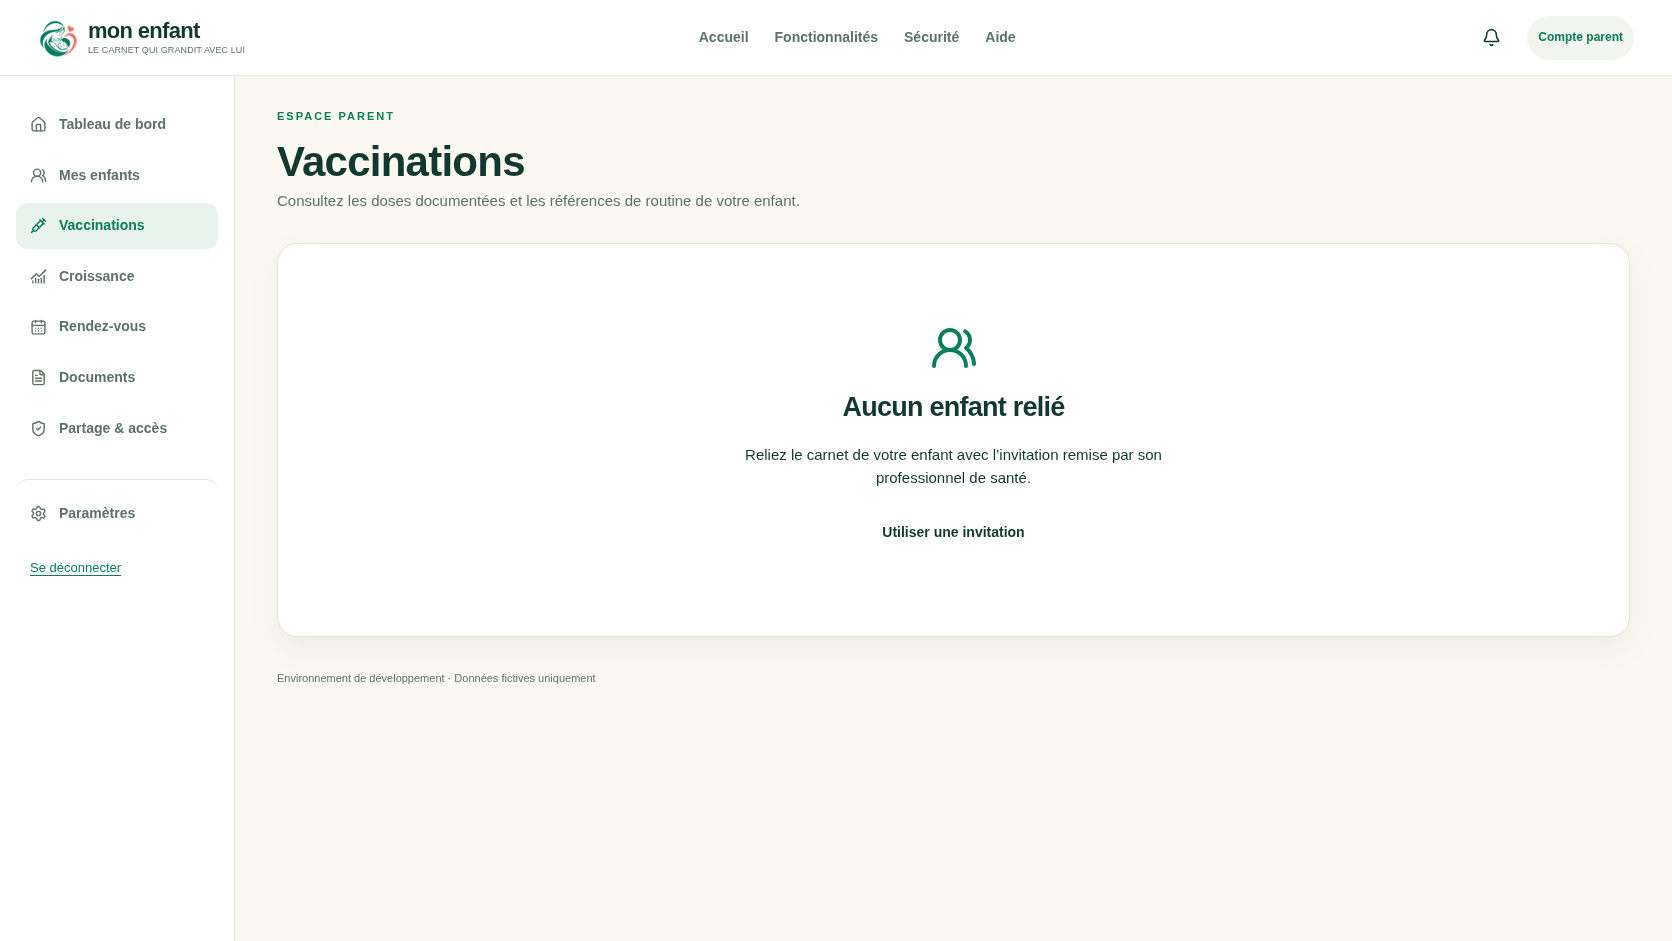 mon enfant
LE CARNET QUI GRANDIT AVEC LUI
Accueil
Fonctionnalités
Sécurité
Aide
Compte parent
Tableau de bord
Mes enfants
Vaccinations
Croissance
Rendez-vous
Documents
Partage & accès
Paramètres
Se déconnecter
ESPACE PARENT
Vaccinations
Consultez les doses documentées et les références de routine de votre enfant.
Aucun enfant relié
Reliez le carnet de votre enfant avec l’invitation remise par son
professionnel de santé.
Utiliser une invitation
Environnement de développement · Données fictives uniquement